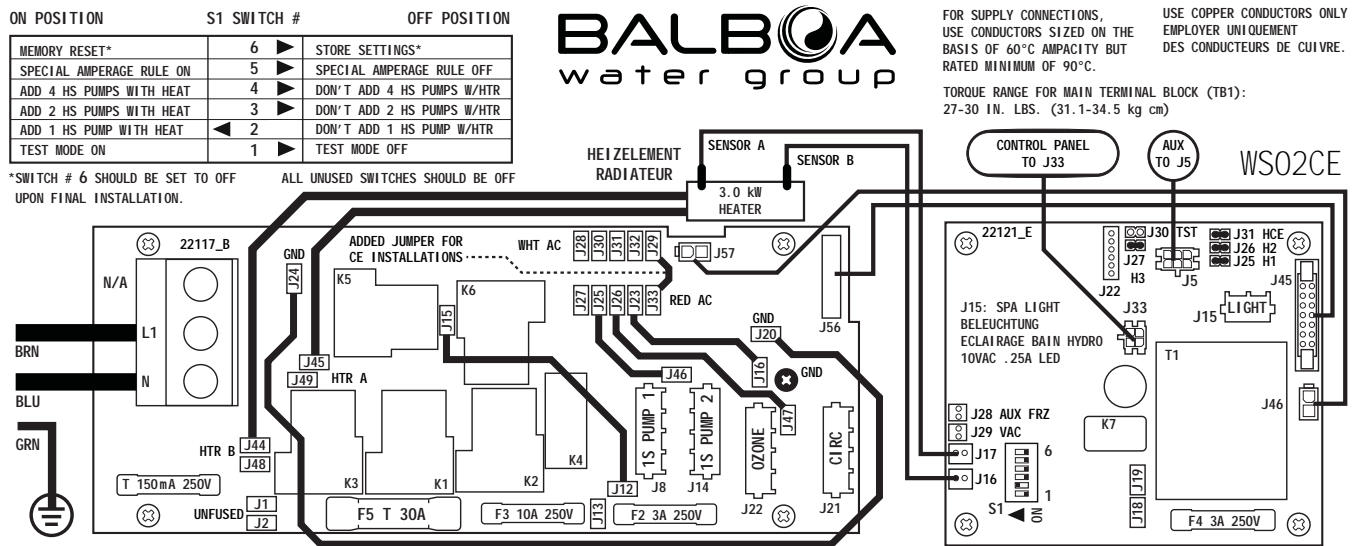 ON POSITION S1 SWITCH # OFF POSITION
MEMORY RESET* 6 ▶ STORE SETTINGS*
SPECIAL AMPERAGE RULE ON 5 ▶ SPECIAL AMPERAGE RULE OFF
ADD 4 HS PUMPS WITH HEAT 4 ▶ DON'T ADD 4 HS PUMPS W/HTR
ADD 2 HS PUMPS WITH HEAT 3 ▶ DON'T ADD 2 HS PUMPS W/HTR
ADD 1 HS PUMP WITH HEAT ◀ 2 DON'T ADD 1 HS PUMP W/HTR
TEST MODE ON 1 ▶ TEST MODE OFF
*SWITCH # 6 SHOULD BE SET TO OFF
UPON FINAL INSTALLATION.
ALL UNUSED SWITCHES SHOULD BE OFF
BALBOA
water group
FOR SUPPLY CONNECTIONS,
USE CONDUCTORS SIZED ON THE
BASIS OF 60°C AMPACITY BUT
RATED MINIMUM OF 90°C.
USE COPPER CONDUCTORS ONLY
EMPLOYER UNIQUEMENT
DES CONDUCTEURS DE CUIVRE.
TORQUE RANGE FOR MAIN TERMINAL BLOCK (TB1):
27-30 IN. LBS. (31.1-34.5 kg cm)
HEIZELEMENT
RADIATEUR
SENSOR A
SENSOR B
3.0 kW
HEATER
CONTROL PANEL
TO J33
AUX
TO J5
WS02CE
22117_B
N/A
L1
N
BRN
BLU
GRN
GND
J24
ADDED JUMPER FOR
CE INSTALLATIONS
WHT AC
J28
J30
J31
J32
J29
J57
K5
K6
J15
J27
J25
J26
J23
J33
RED AC
J56
GND
J20
J45
J49
HTR A
J46
J16
GND
J47
HTR B
J44
J48
K3
K1
K2
K4
J12
1S PUMP 1
J8
1S PUMP 2
J14
OZONE
J22
CIRC
J21
T 150mA 250V
UNFUSED
J1
J2
F5 T 30A
F3 10A 250V
J13
F2 3A 250V
22121_E
J30 TST
J27
H3
J22
J5
J31 HCE
J26 H2
J25 H1
J45
J33
J15
LIGHT
J15: SPA LIGHT
BELEUCHTUNG
ECLAIRAGE BAIN HYDRO
10VAC .25A LED
T1
J46
K7
J28 AUX FRZ
J29 VAC
J17
J16
6
1
S1
ON
J19
J18
F4 3A 250V